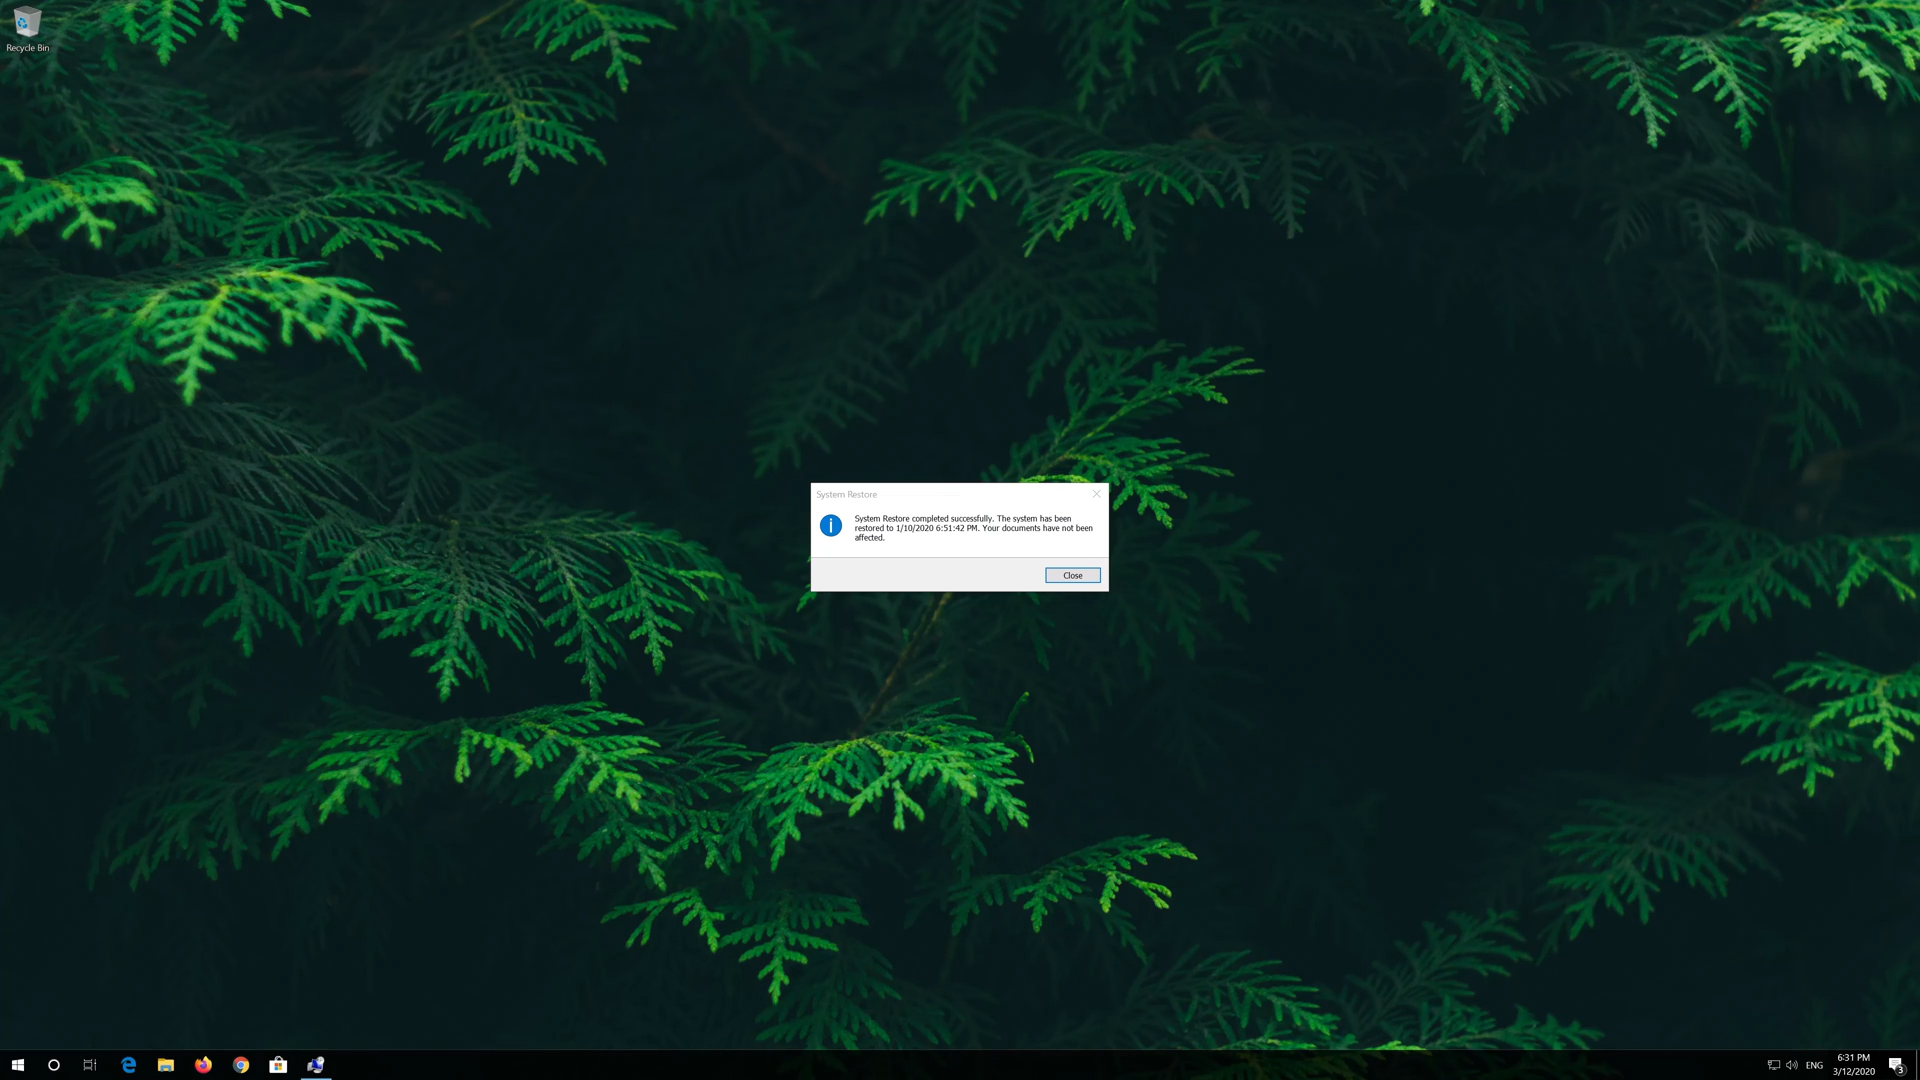 Recycle Bin
System Restore
System Restore completed successfully. The system has been
restored to 1/10/2020 6:51:42 PM. Your documents have not been
affected.
Close
ENG
6:31 PM
3/12/2020
3